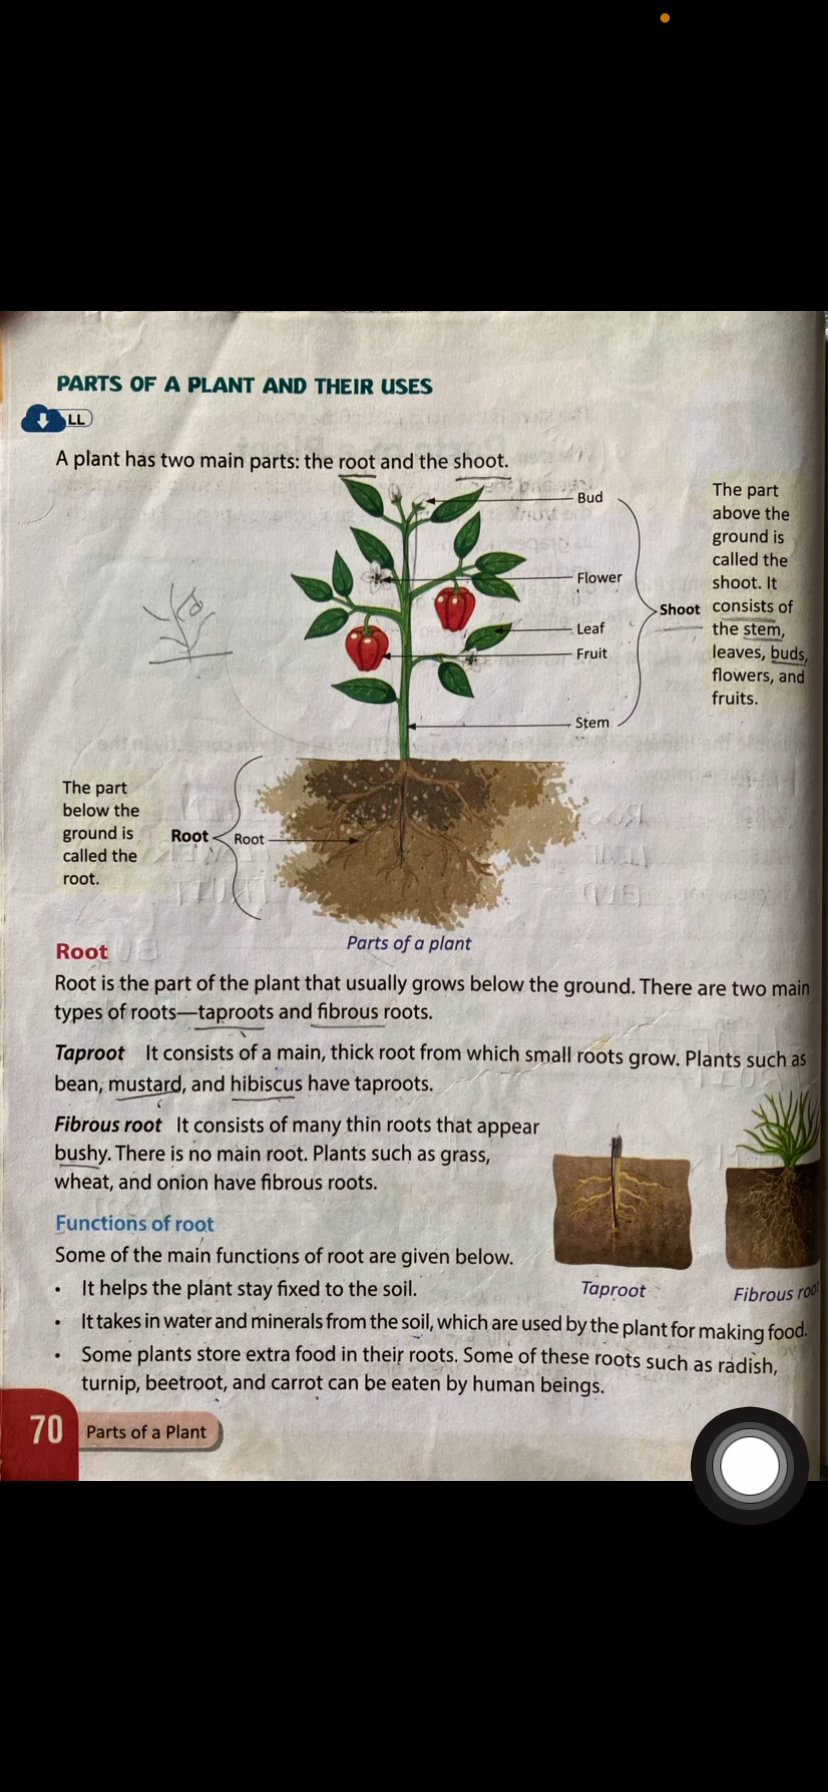 PARTS OF A PLANT AND THEIR USES
LL
A plant has two main parts: the root and the shoot.
Bud
Flower
Leaf
Fruit
Stem
Shoot
The part
above the
ground is
called the
shoot. It
consists of
the stem,
leaves, buds,
flowers, and
fruits.
The part
below the
ground is
called the
root.
Root
Root
Parts of a plant
Root
Root is the part of the plant that usually grows below the ground. There are two main
types of roots—taproots and fibrous roots.
Taproot It consists of a main, thick root from which small roots grow. Plants such as
bean, mustard, and hibiscus have taproots.
Fibrous root It consists of many thin roots that appear
bushy. There is no main root. Plants such as grass,
wheat, and onion have fibrous roots.
Taproot
Fibrous root
Functions of root
Some of the main functions of root are given below.
• It helps the plant stay fixed to the soil.
• It takes in water and minerals from the soil, which are used by the plant for making food.
• Some plants store extra food in their roots. Some of these roots such as radish,
turnip, beetroot, and carrot can be eaten by human beings.
70
Parts of a Plant